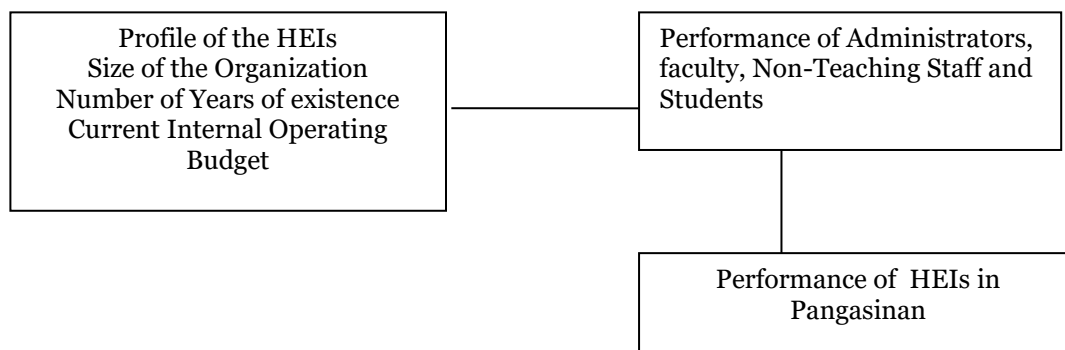 Profile of the HEIs
Size of the Organization
Number of Years of existence
Current Internal Operating
Budget
Performance of Administrators,
faculty, Non-Teaching Staff and
Students
Performance of HEIs in
Pangasinan